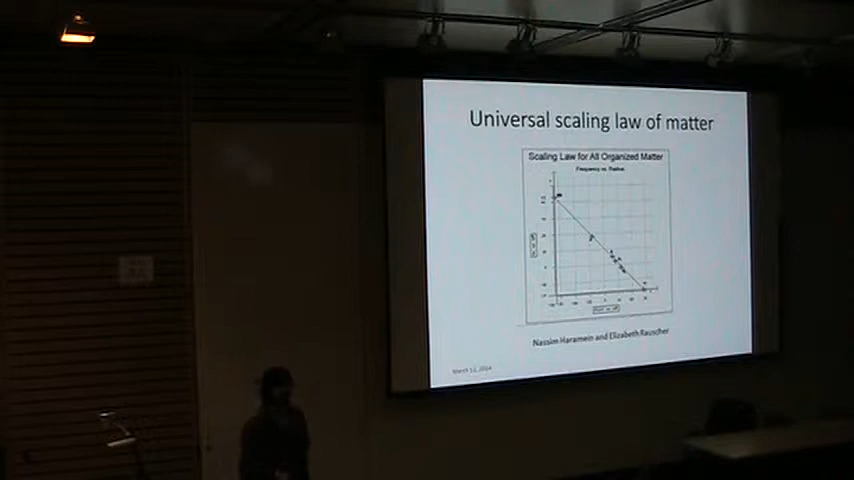 Universal scaling law of matter
Scaling Law for All Organized Matter
Frequency vs. Radius
Nassim Haramein and Elizabeth Rauscher